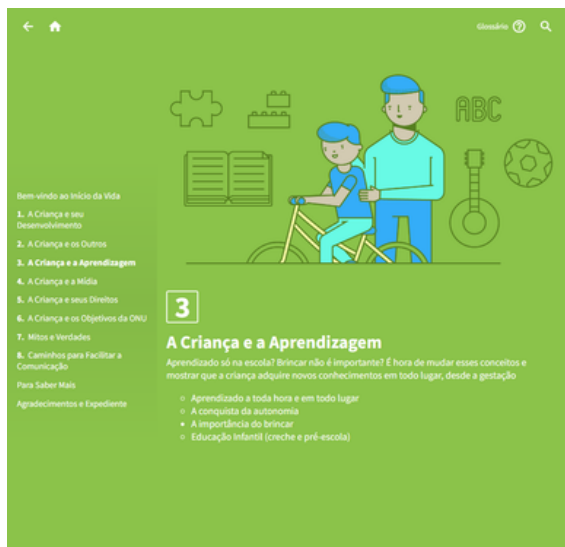 Glossário ?
ABC
Bem-vindo ao Início da Vida
1. A Criança e seu
Desenvolvimento
2. A Criança e os Outros
3. A Criança e a Aprendizagem
4. A Criança e a Mídia
5. A Criança e seus Direitos
6. A Criança e os Objetivos da ONU
7. Mitos e Verdades
8. Caminhos para Facilitar a
Comunicação
Para Saber Mais
Agradecimentos e Expediente
3
A Criança e a Aprendizagem
Aprendizado só na escola? Brincar não é importante? É hora de mudar esses conceitos e
mostrar que a criança adquire novos conhecimentos em todo lugar, desde a gestação
Aprendizado a toda hora e em todo lugar
A conquista da autonomia
A importância do brincar
Educação Infantil (creche e pré-escola)